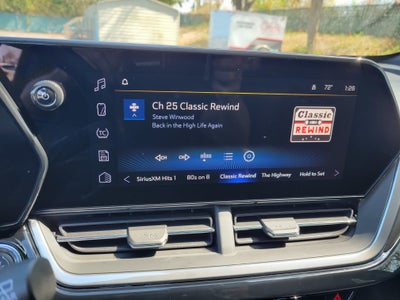 72° 1:26
Ch 25 Classic Rewind
Steve Winwood
Back in the High Life Again
Classic
REWIND
TC
SiriusXM Hits 1 80s on 8 Classic Rewind The Highway Hold to Set